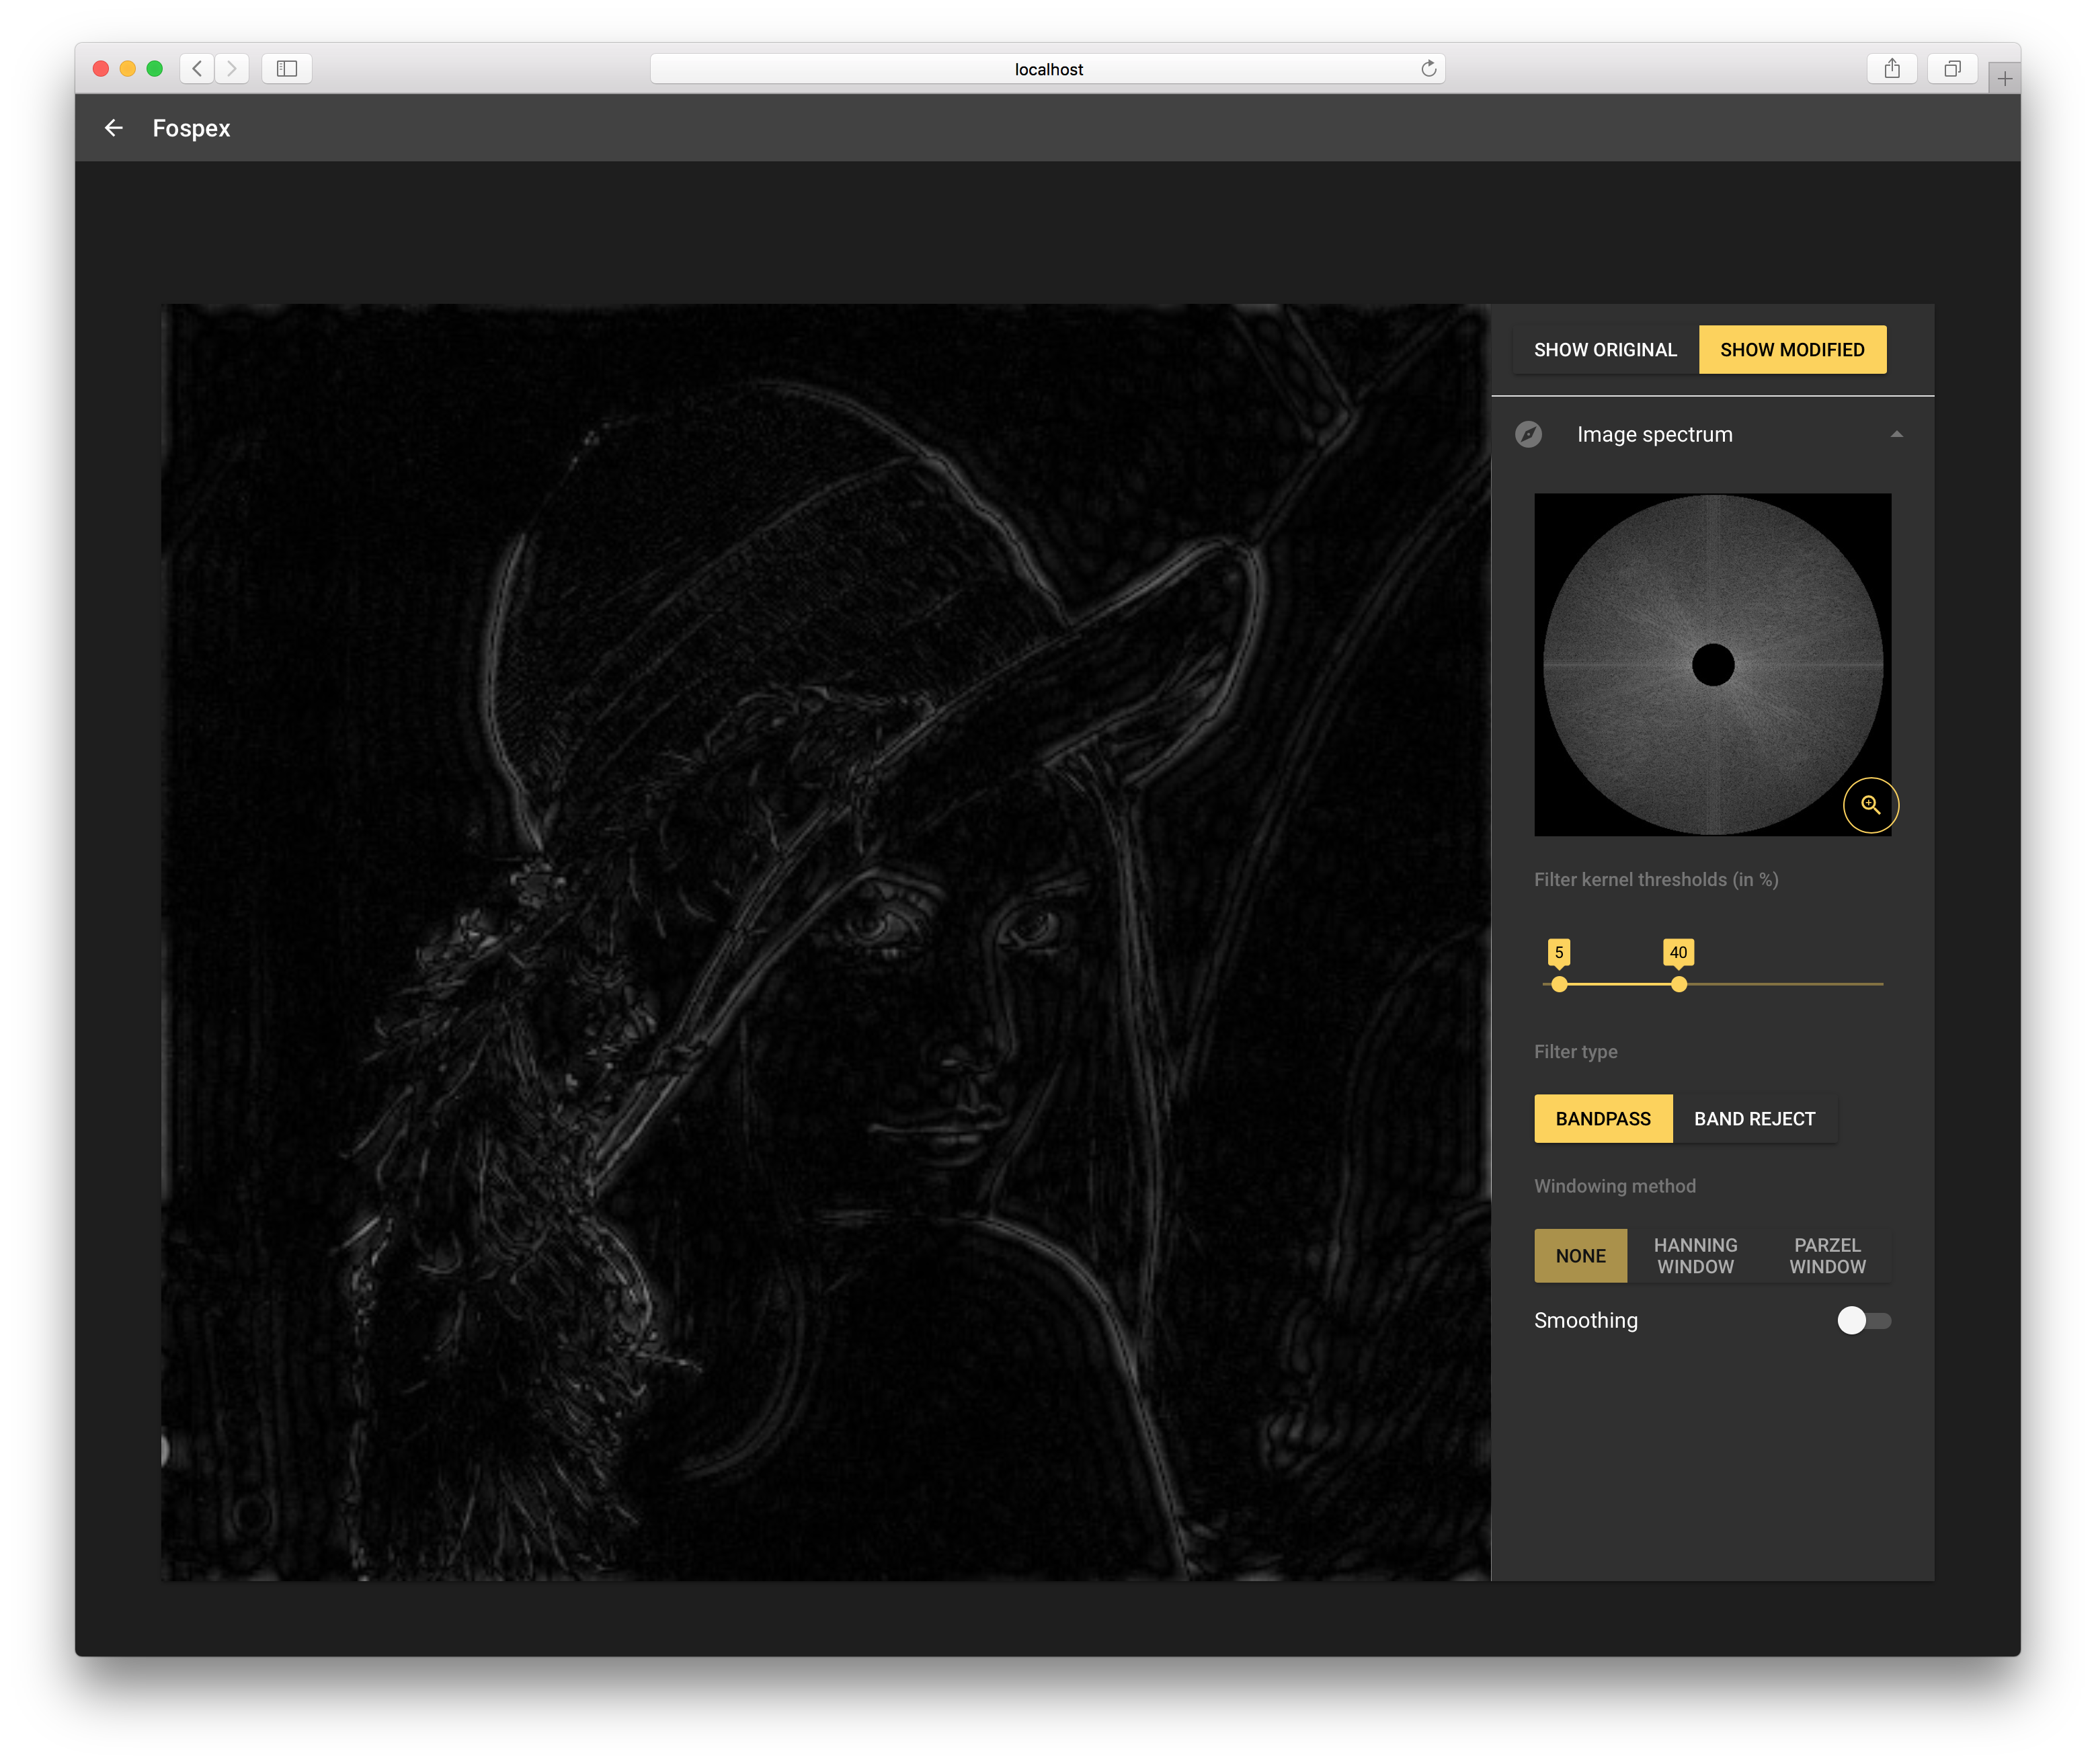 localhost
Fospex
SHOW ORIGINAL SHOW MODIFIED
Image spectrum
Filter kernel thresholds (in %)
5 40
Filter type
BANDPASS BAND REJECT
Windowing method
NONE HANNING WINDOW PARZEL WINDOW
Smoothing